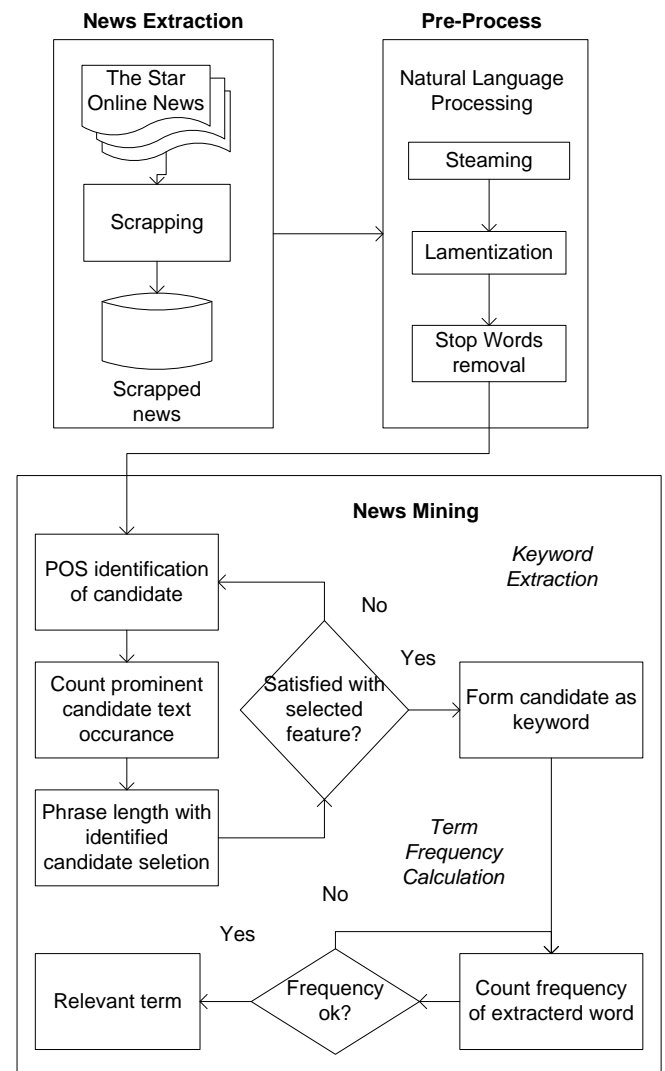 News Extraction
The Star
Online News
Scrapping
Scrapped
news
Pre-Process
Natural Language
Processing
Steaming
Lamentization
Stop Words
removal
News Mining
Keyword
Extraction
POS identification
of candidate
Count prominent
candidate text
occurance
Phrase length with
identified
candidate seletion
No
Satisfied with
selected
feature?
Yes
Form candidate as
keyword
Term
Frequency
Calculation
No
Yes
Relevant term
Frequency
ok?
Count frequency
of extracterd word